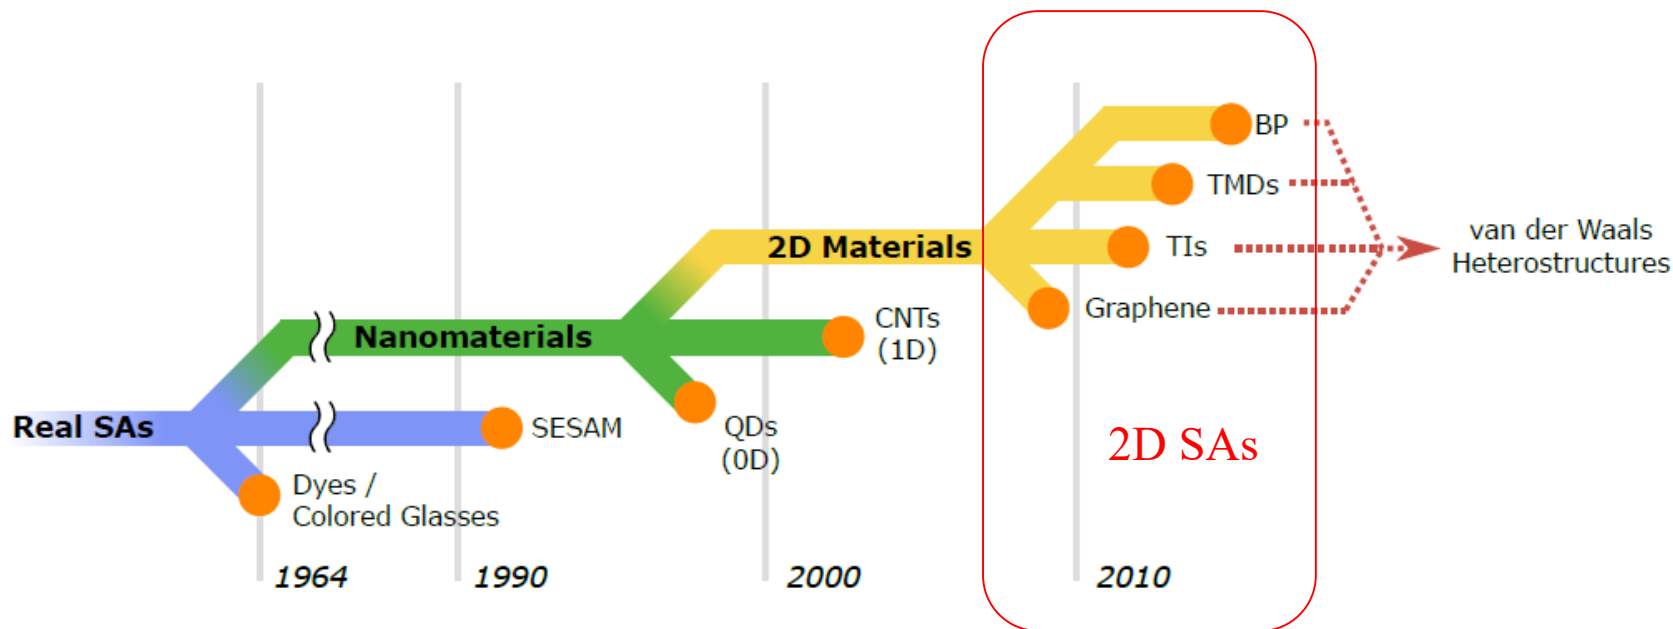 BP
TMDs
van der Waals
Heterostructures
2D Materials
TIs
Graphene
CNTs
(1D)
Nanomaterials
Real SAs
SESAM
QDs
(0D)
2D SAs
Dyes /
Colored Glasses
1964
1990
2000
2010